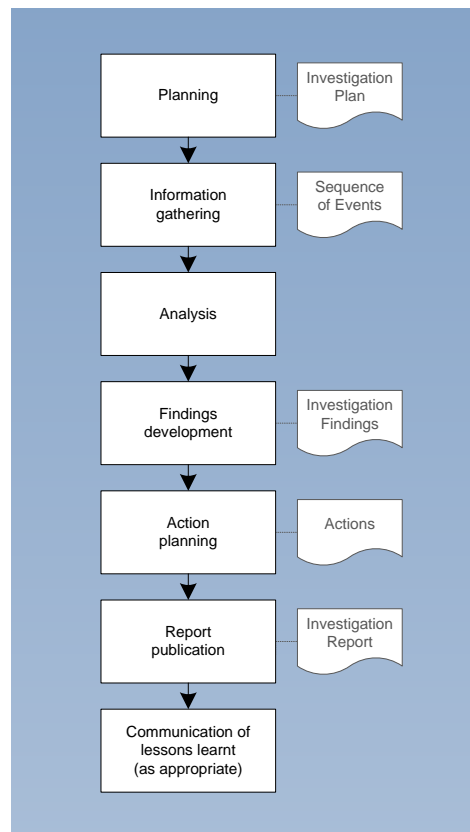 Planning
Investigation
Plan
Information
gathering
Sequence
of Events
Analysis
Findings
development
Investigation
Findings
Action
planning
Actions
Report
publication
Investigation
Report
Communication of
lessons learnt
(as appropriate)